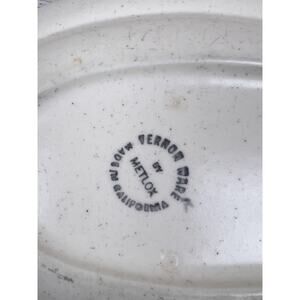 VERNON WARE
BY
METLOX
MADE IN CALIFORNIA